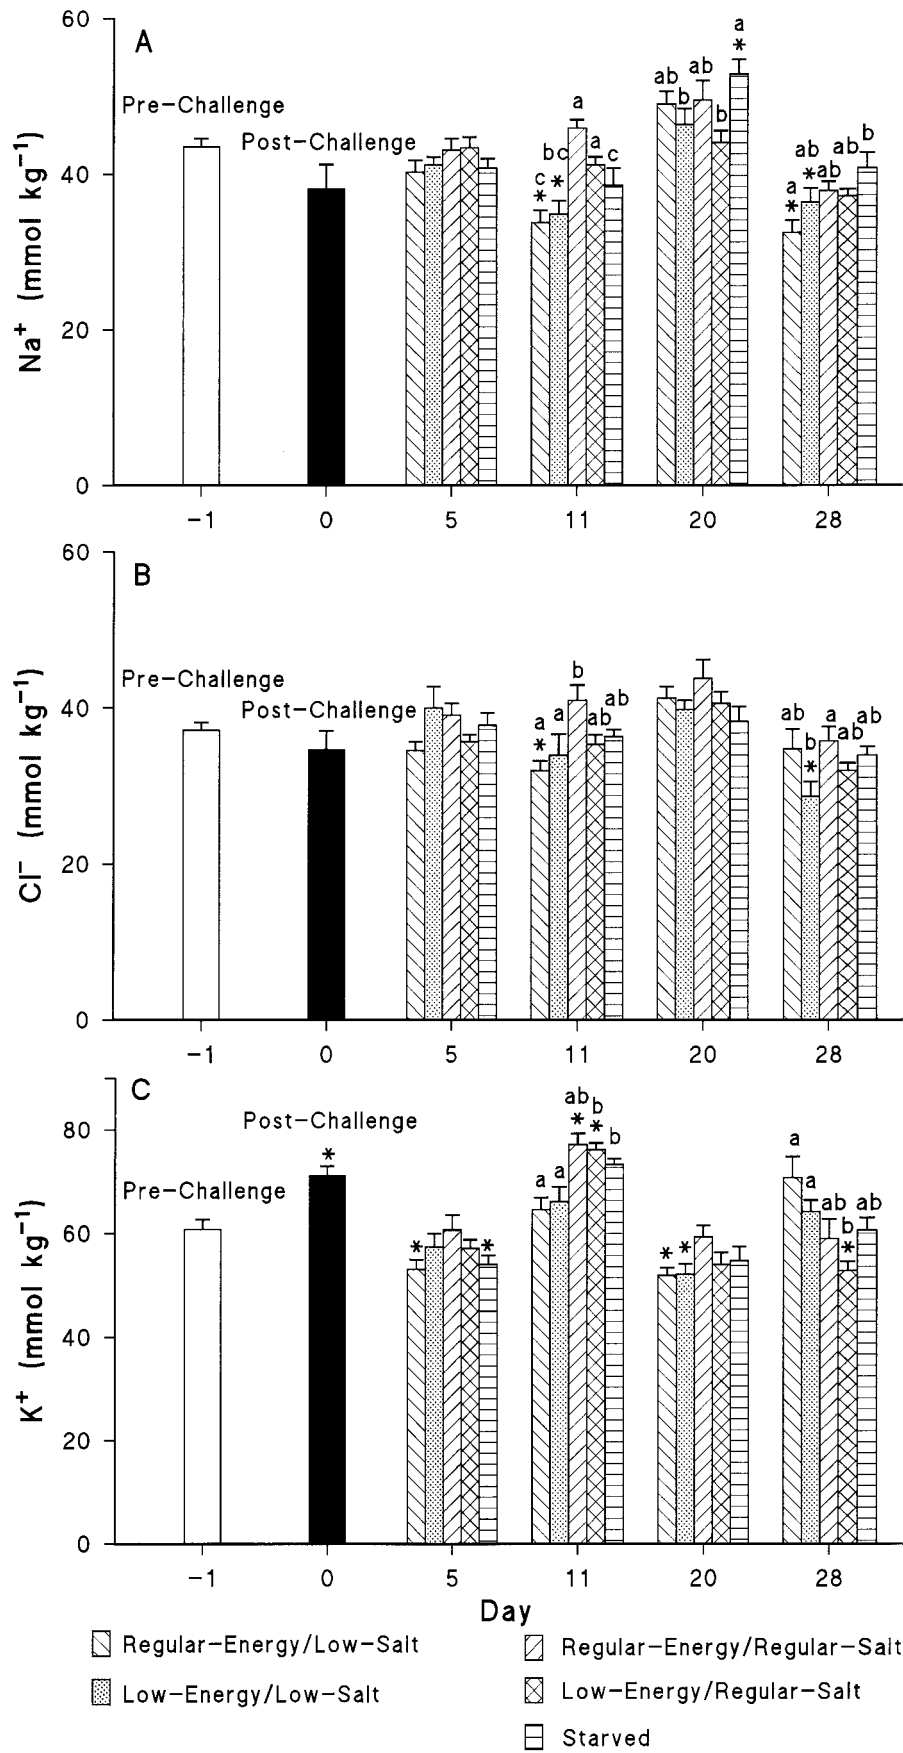 60
A
a
*
ab
ab
Pre-Challenge
b
a
b
Post-Challenge
40
bc
a
ab
ab
b
c
*
c
*ab
*
a
*
20
0
-1
0
5
11
20
28
Na⁺ (mmol kg⁻¹)
60
B
Pre-Challenge
b
40
Post-Challenge
a
a
ab
ab
ab
b
a
ab
ab
*
*
20
0
-1
0
5
11
20
28
Cl⁻ (mmol kg⁻¹)
C
80
Post-Challenge
*
ab
*
b
*
b
a
Pre-Challenge
a
a
a
ab
b
*
ab
60
*
*
*
*
40
20
0
-1
0
5
11
20
28
K⁺ (mmol kg⁻¹)
Day
Regular-Energy/Low-Salt
Regular-Energy/Regular-Salt
Low-Energy/Low-Salt
Low-Energy/Regular-Salt
Starved